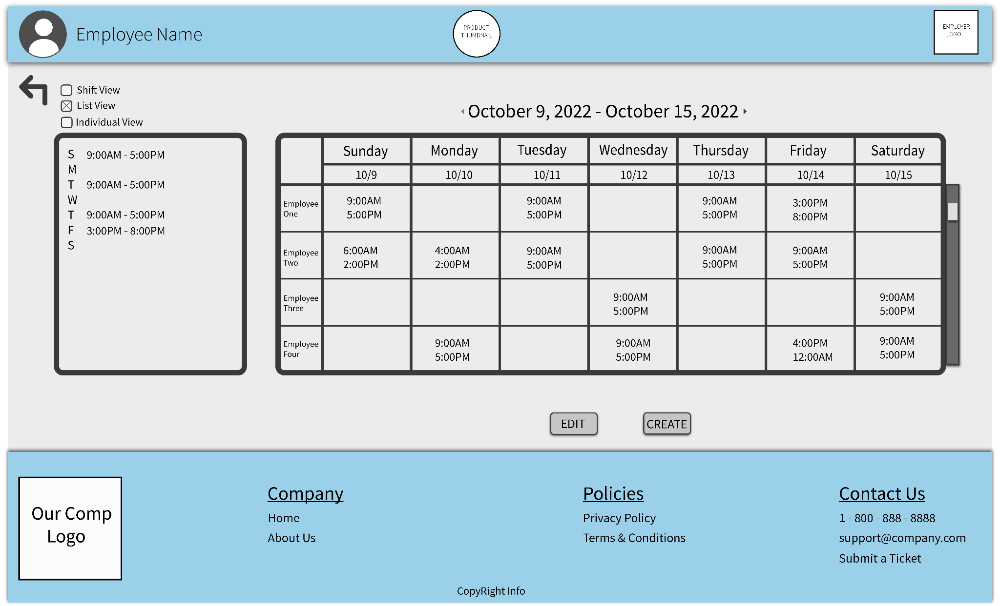 Employee Name
PRODUCT
THUMBNAIL
EMPLOYER
LOGO
Shift View
List View
Individual View
October 9, 2022 - October 15, 2022
S 9:00AM - 5:00PM
M
T 9:00AM - 5:00PM
W
T 9:00AM - 5:00PM
F 3:00PM - 8:00PM
S
Sunday Monday Tuesday Wednesday Thursday Friday Saturday
10/9 10/10 10/11 10/12 10/13 10/14 10/15
Employee 9:00AM 9:00AM 9:00AM 3:00PM
One 5:00PM 5:00PM 5:00PM 8:00PM
Employee 6:00AM 4:00AM 9:00AM 9:00AM 9:00AM
Two 2:00PM 2:00PM 5:00PM 5:00PM 5:00PM
Employee 9:00AM 9:00AM
Three 5:00PM 5:00PM
Employee 9:00AM 9:00AM 4:00PM 9:00AM
Four 5:00PM 5:00PM 12:00AM 5:00PM
EDIT CREATE
Our Comp
Logo
Company
Home
About Us
Policies
Privacy Policy
Terms & Conditions
Contact Us
1 - 800 - 888 - 8888
support@company.com
Submit a Ticket
CopyRight Info